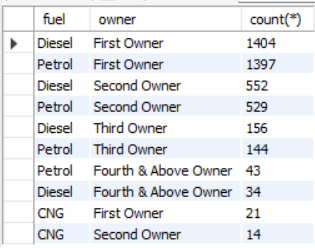 fuel owner count(*)
Diesel First Owner 1404
Petrol First Owner 1397
Diesel Second Owner 552
Petrol Second Owner 529
Diesel Third Owner 156
Petrol Third Owner 144
Petrol Fourth & Above Owner 43
Diesel Fourth & Above Owner 34
CNG First Owner 21
CNG Second Owner 14